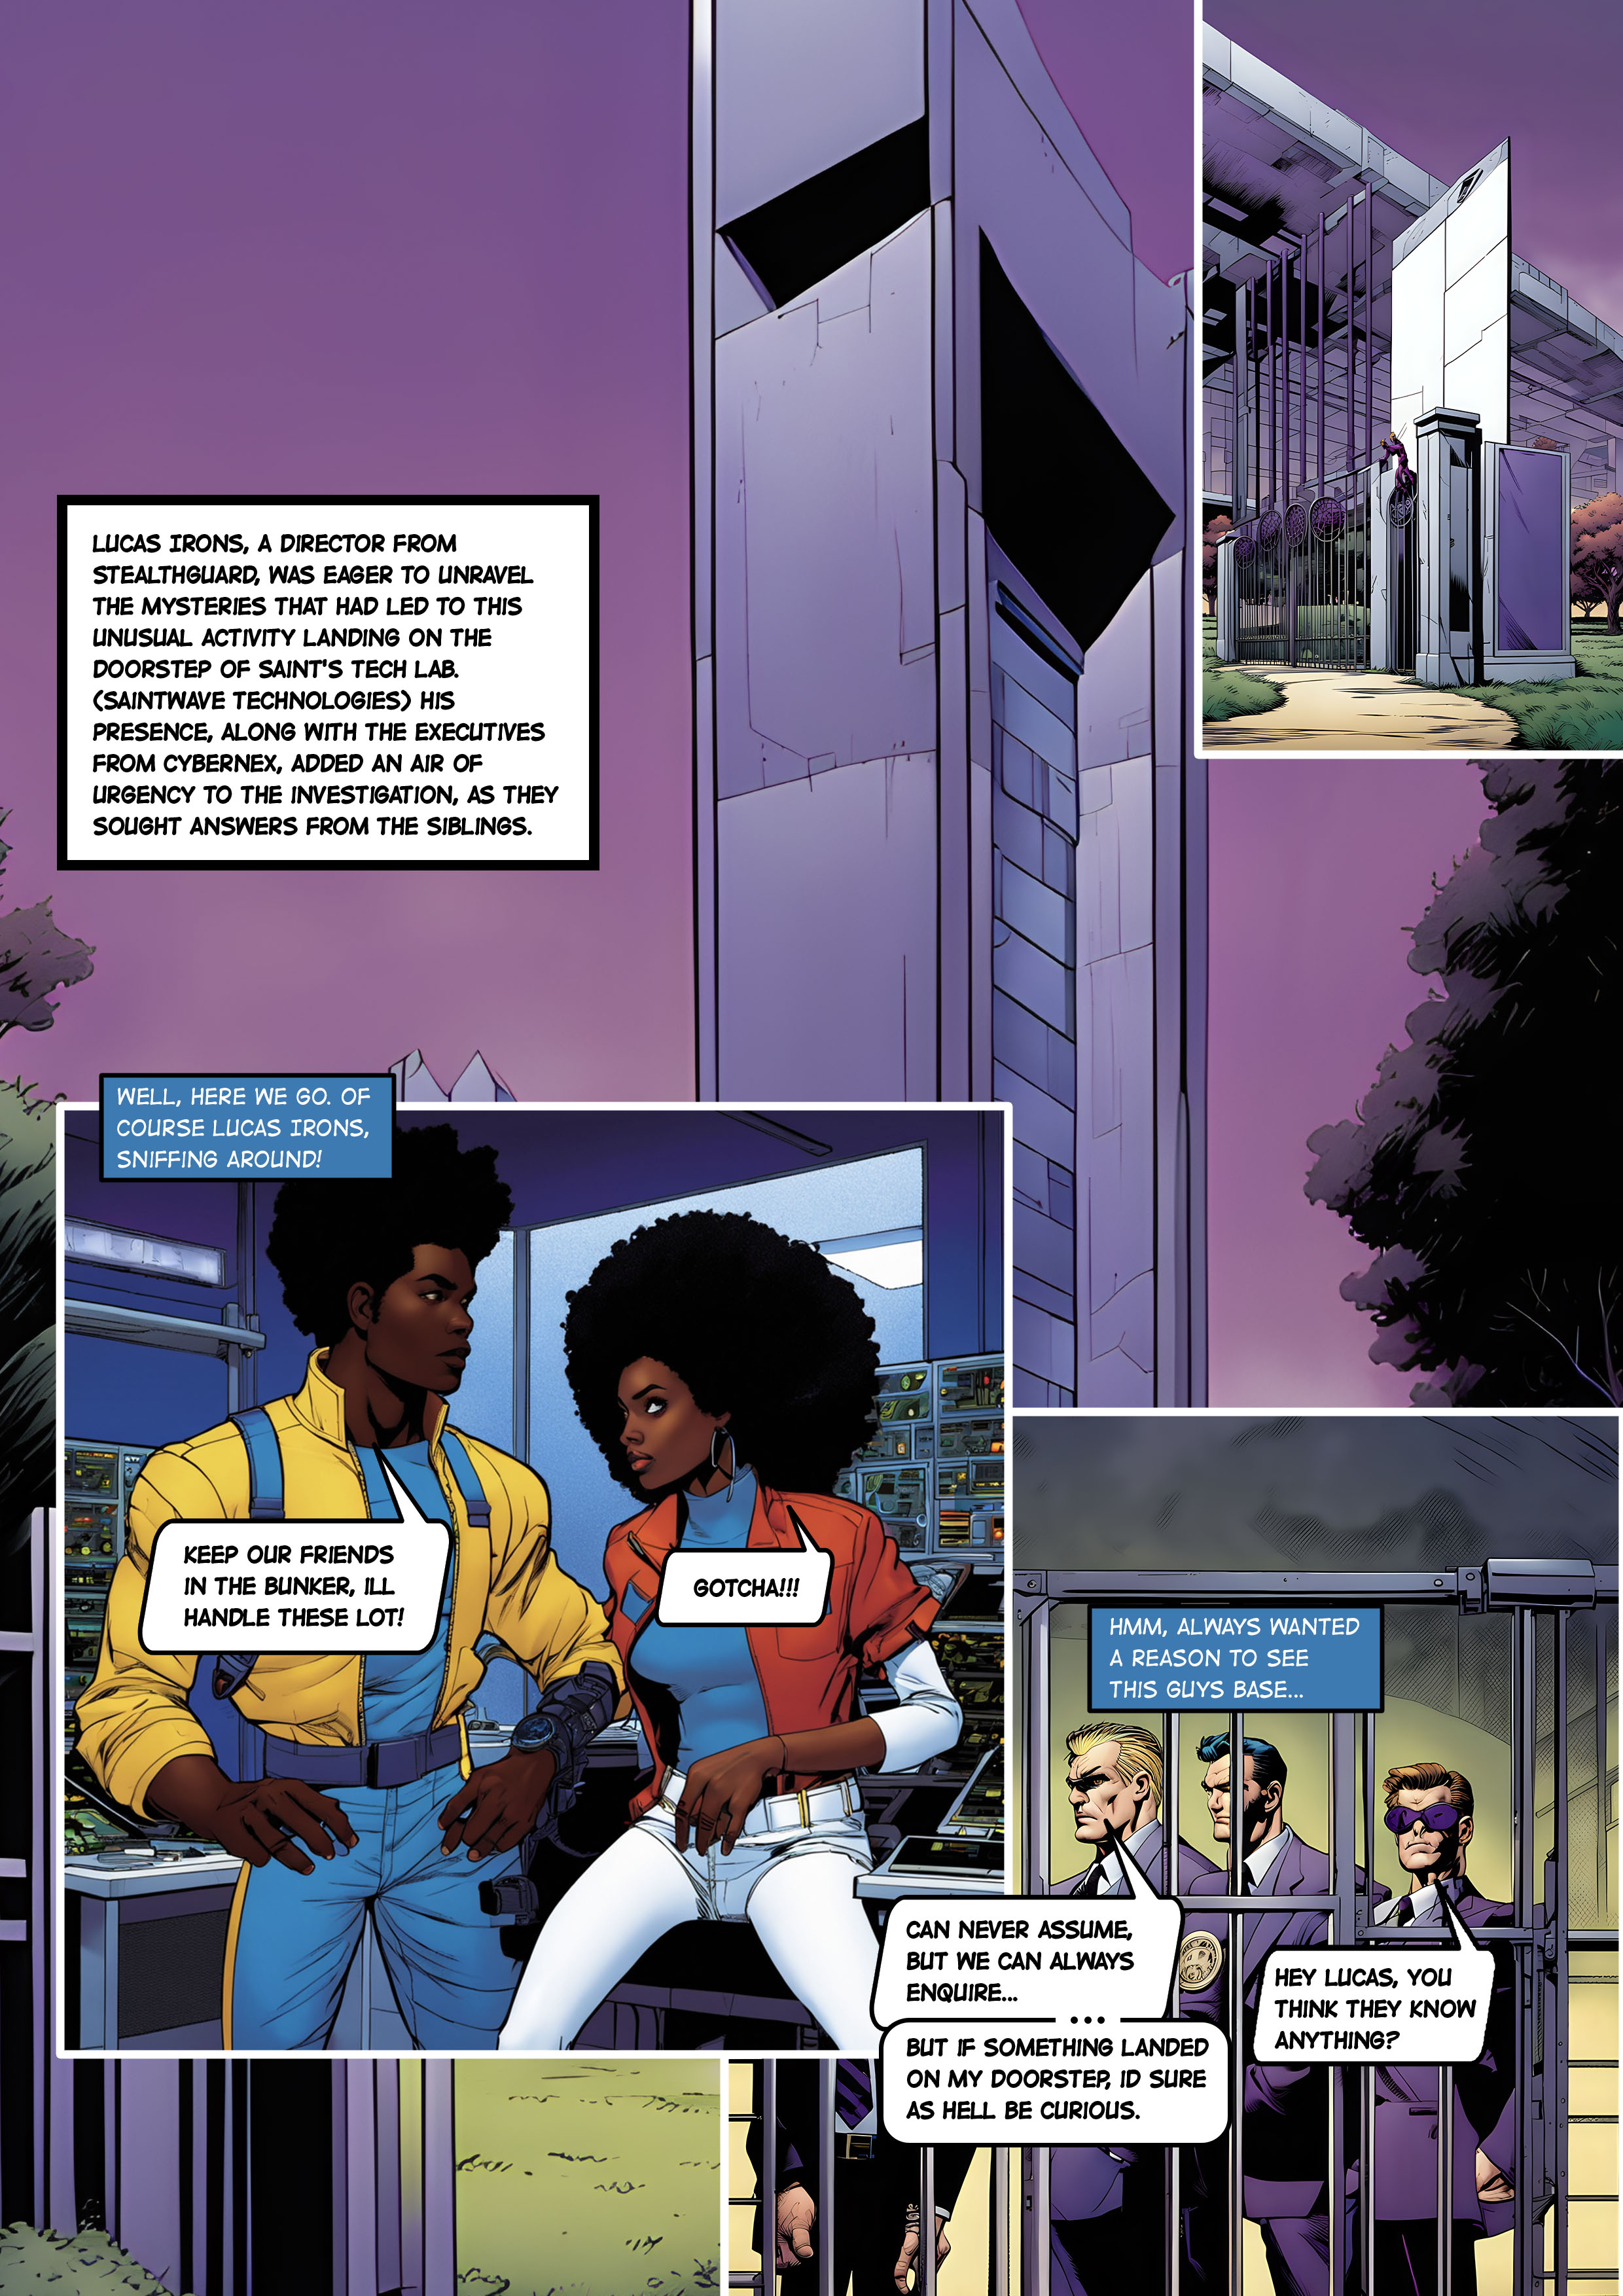 LUCAS IRONS, A DIRECTOR FROM
STEALTHGUARD, WAS EAGER TO UNRAVEL
THE MYSTERIES THAT HAD LED TO THIS
UNUSUAL ACTIVITY LANDING ON THE
DOORSTEP OF SAINT'S TECH LAB.
(SAINTWAVE TECHNOLOGIES) HIS
PRESENCE, ALONG WITH THE EXECUTIVES
FROM CYBERNEX, ADDED AN AIR OF
URGENCY TO THE INVESTIGATION, AS THEY
SOUGHT ANSWERS FROM THE SIBLINGS.
WELL, HERE WE GO. OF
COURSE LUCAS IRONS,
SNIFFING AROUND!
KEEP OUR FRIENDS
IN THE BUNKER, ILL
HANDLE THESE LOT!
GOTCHA!!!
HMM, ALWAYS WANTED
A REASON TO SEE
THIS GUYS BASE...
HEY LUCAS, YOU
THINK THEY KNOW
ANYTHING?
CAN NEVER ASSUME,
BUT WE CAN ALWAYS
ENQUIRE...
...
BUT IF SOMETHING LANDED
ON MY DOORSTEP, ID SURE
AS HELL BE CURIOUS.